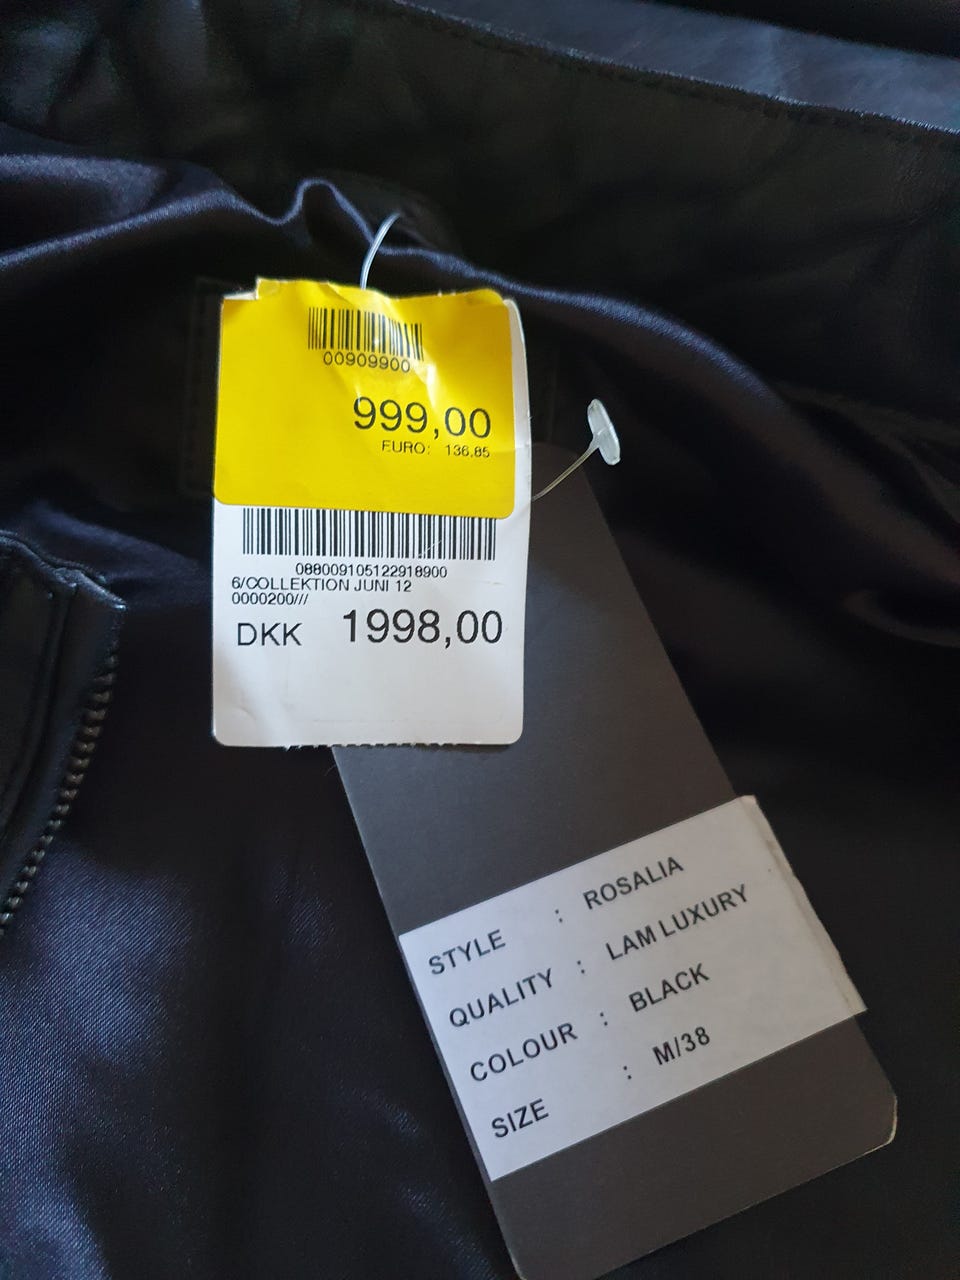 00909900
999,00
EURO: 136,85
088009105122918900
6/COLLEKTION JUNI 12
0000200///
DKK 1998,00
STYLE : ROSALIA
QUALITY : LAM LUXURY
COLOUR : BLACK
SIZE : M/38